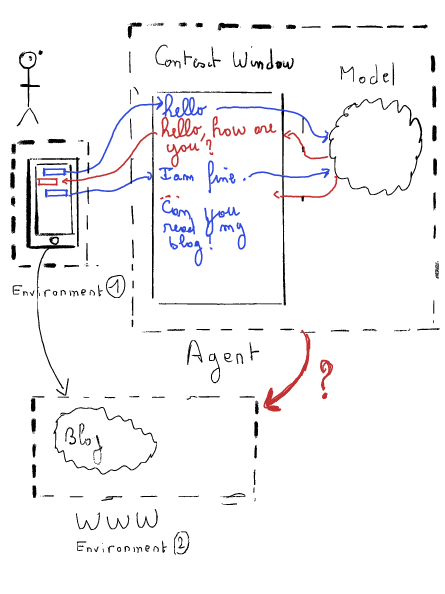 Context Window
Model
hello
hello, how are
you?
I am fine.
...
Can you
read my
blog?
Environment 1
Agent
?
Blog
WWW
Environment 2